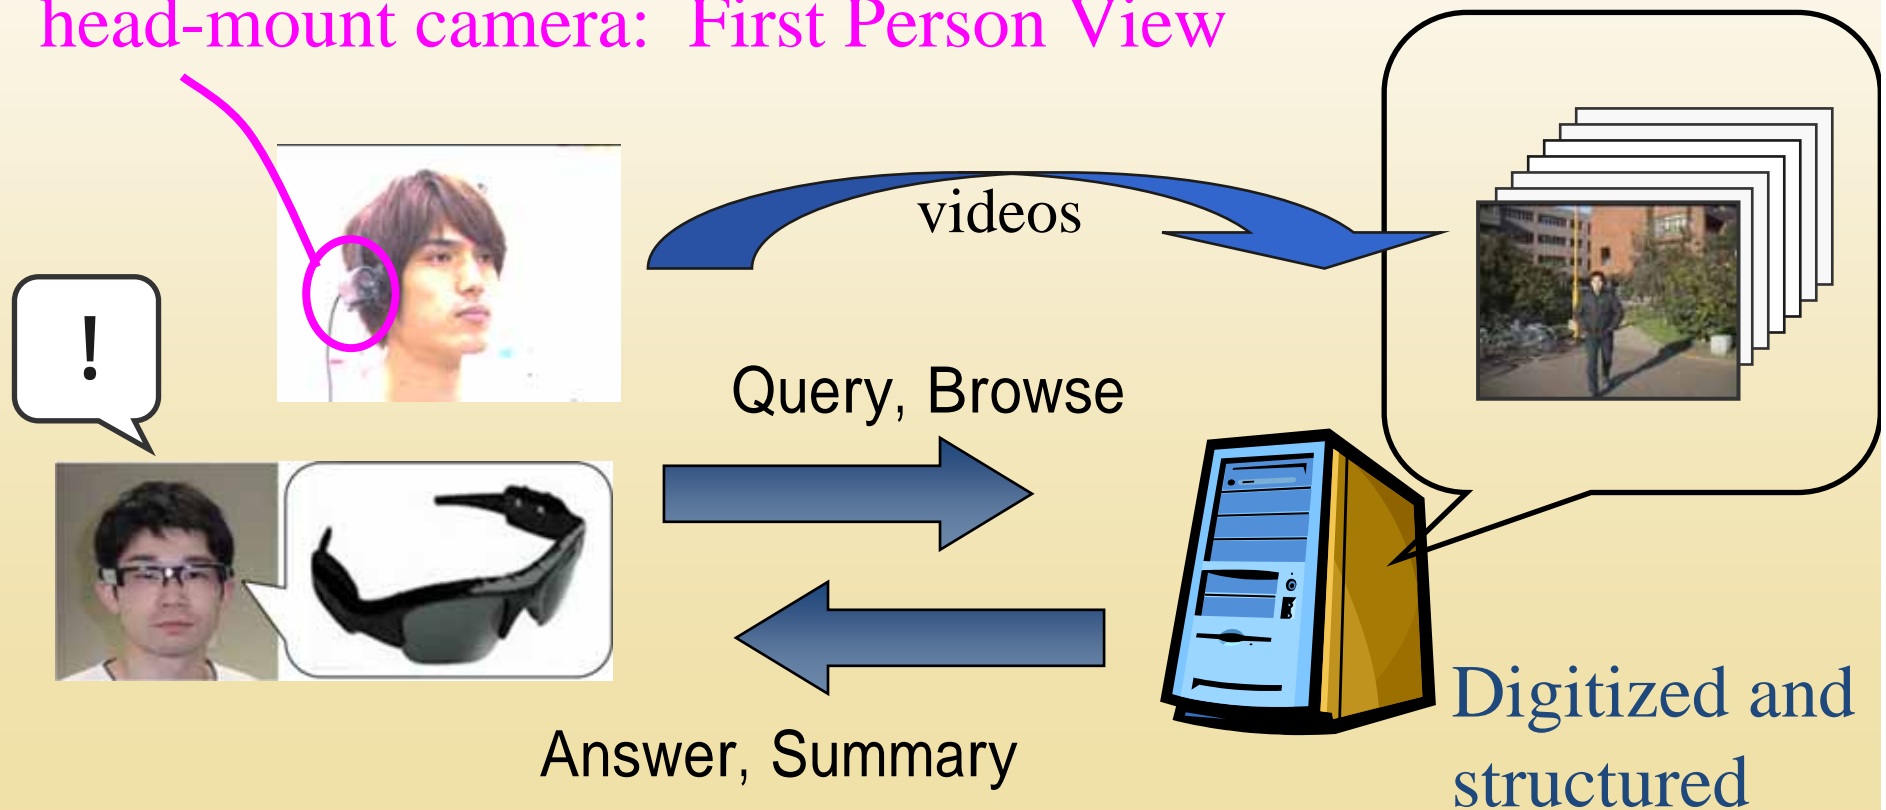 head-mount camera: First Person View
videos
!
Query, Browse
Answer, Summary
Digitized and
structured